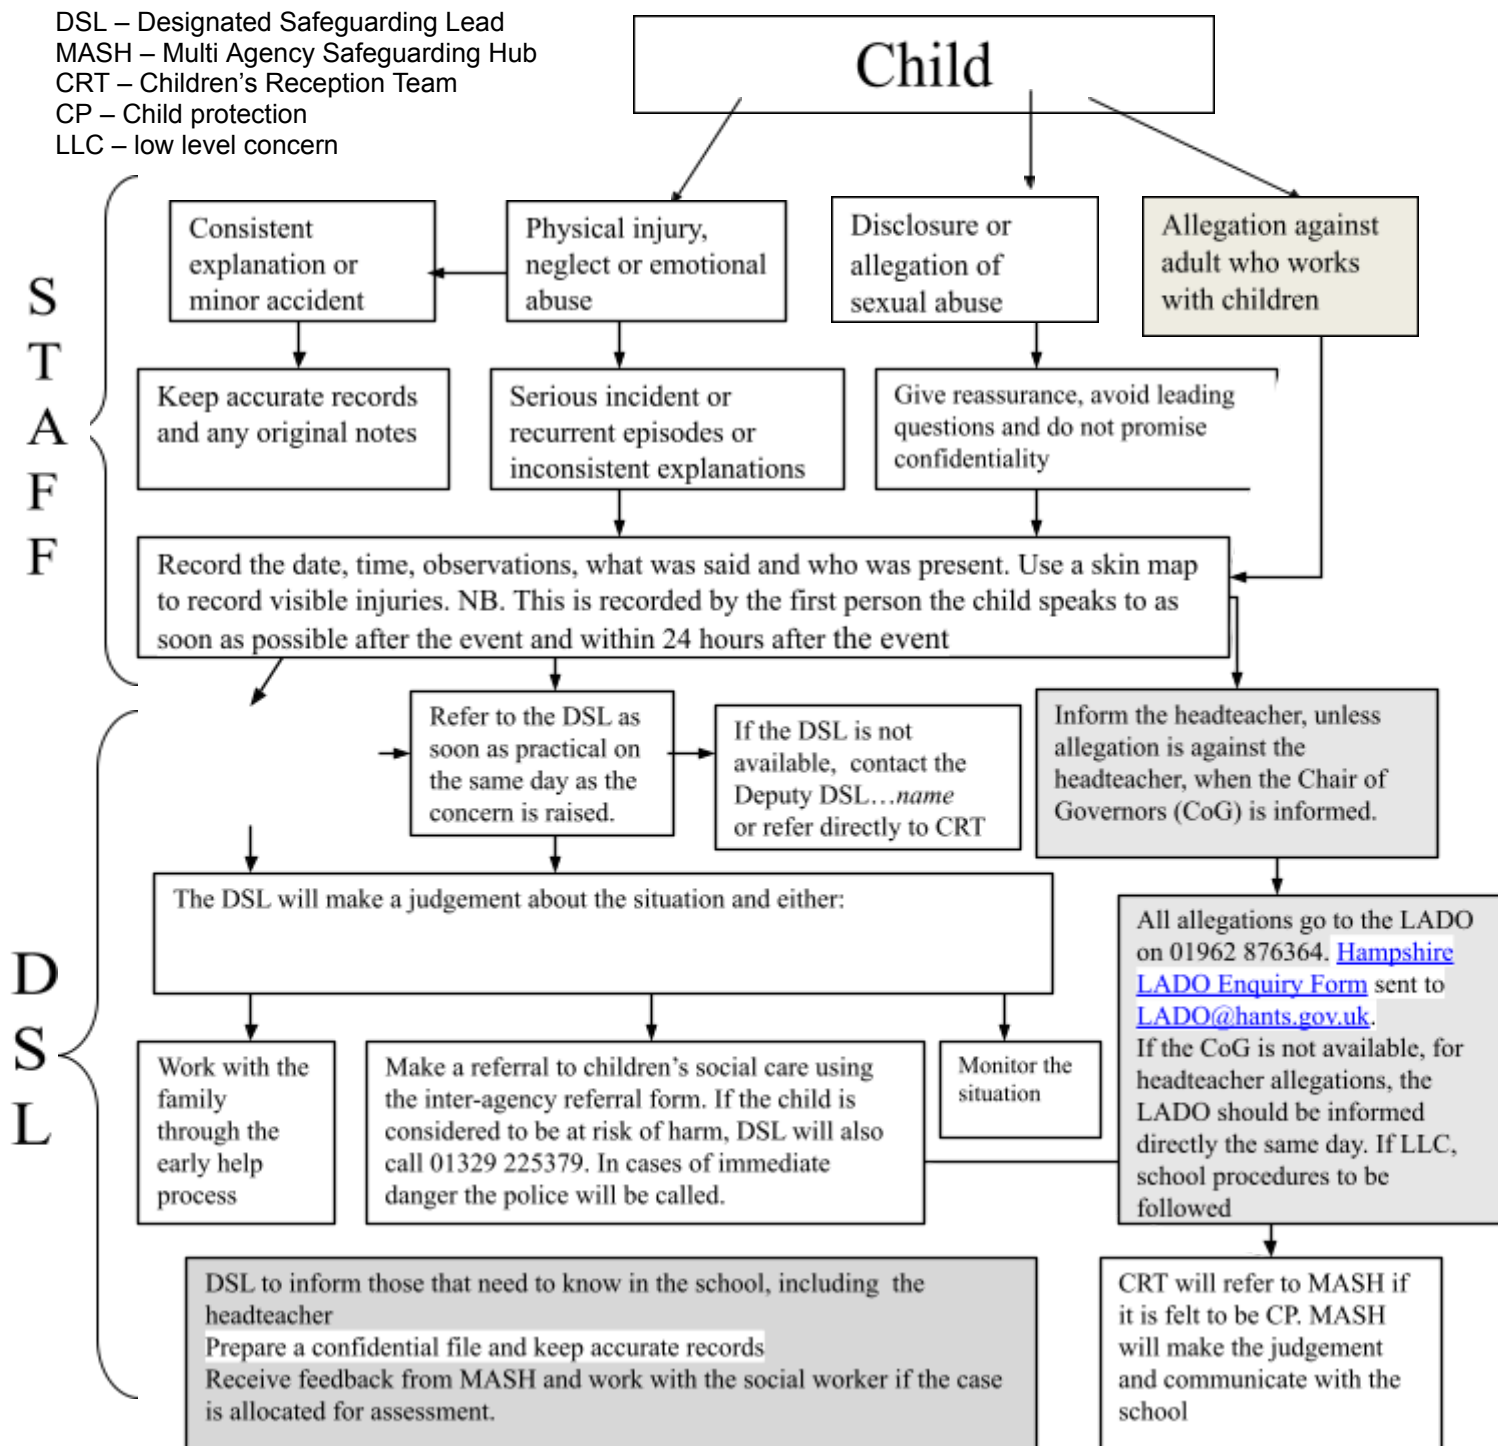 DSL – Designated Safeguarding Lead
MASH – Multi Agency Safeguarding Hub
CRT – Children's Reception Team
CP – Child protection
LLC – low level concern
Child
S
T
A
F
F
Consistent
explanation or
minor accident
Physical injury,
neglect or emotional
abuse
Disclosure or
allegation of
sexual abuse
Allegation against
adult who works
with children
Keep accurate records
and any original notes
Serious incident or
recurrent episodes or
inconsistent explanations
Give reassurance, avoid leading
questions and do not promise
confidentiality
Record the date, time, observations, what was said and who was present. Use a skin map
to record visible injuries. NB. This is recorded by the first person the child speaks to as
soon as possible after the event and within 24 hours after the event
D
S
L
Refer to the DSL as
soon as practical on
the same day as the
concern is raised.
If the DSL is not
available, contact the
Deputy DSL…name
or refer directly to CRT
Inform the headteacher, unless
allegation is against the
headteacher, when the Chair of
Governors (CoG) is informed.
The DSL will make a judgement about the situation and either:
All allegations go to the LADO
on 01962 876364. Hampshire
LADO Enquiry Form sent to
LADO@hants.gov.uk.
If the CoG is not available, for
headteacher allegations, the
LADO should be informed
directly the same day. If LLC,
school procedures to be
followed
Work with the
family
through the
early help
process
Make a referral to children's social care using
the inter-agency referral form. If the child is
considered to be at risk of harm, DSL will also
call 01329 225379. In cases of immediate
danger the police will be called.
Monitor the
situation
DSL to inform those that need to know in the school, including the
headteacher
Prepare a confidential file and keep accurate records
Receive feedback from MASH and work with the social worker if the case
is allocated for assessment.
CRT will refer to MASH if
it is felt to be CP. MASH
will make the judgement
and communicate with the
school